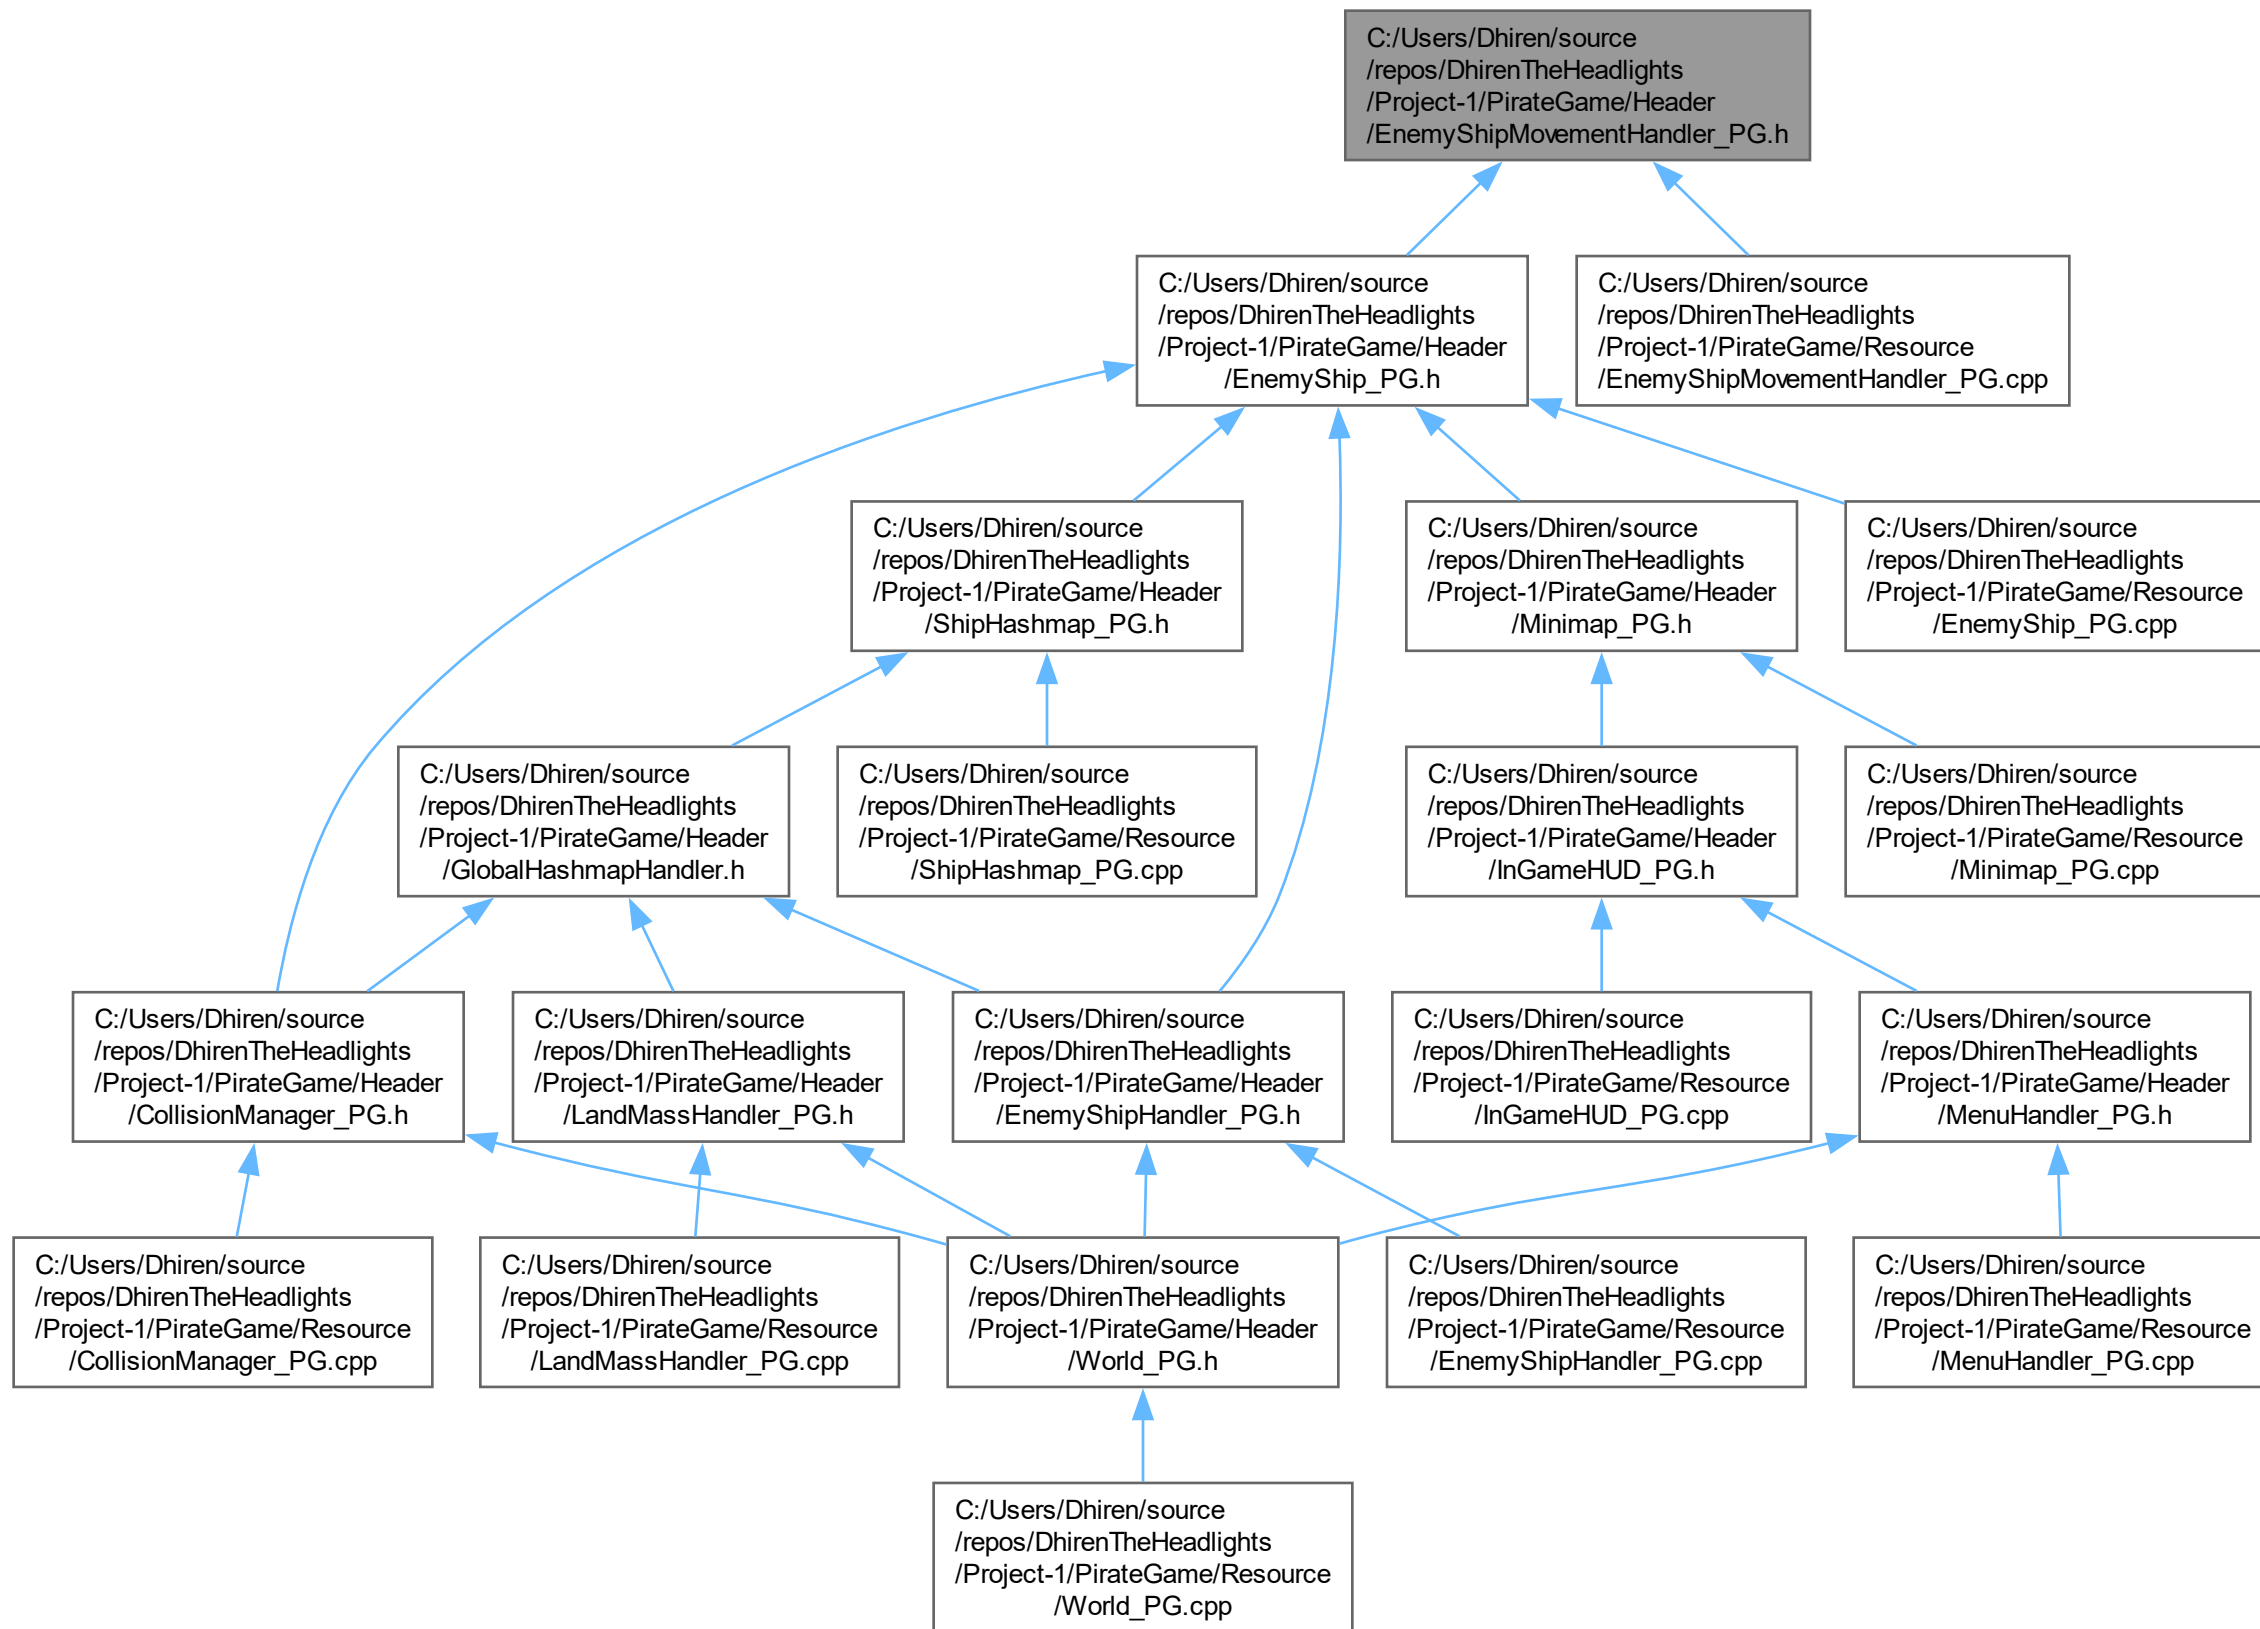 C:/Users/Dhiren/source
/repos/DhirenTheHeadlights
/Project-1/PirateGame/Header
/EnemyShipMovementHandler_PG.h
C:/Users/Dhiren/source
/repos/DhirenTheHeadlights
/Project-1/PirateGame/Header
/EnemyShip_PG.h
C:/Users/Dhiren/source
/repos/DhirenTheHeadlights
/Project-1/PirateGame/Resource
/EnemyShipMovementHandler_PG.cpp
C:/Users/Dhiren/source
/repos/DhirenTheHeadlights
/Project-1/PirateGame/Header
/ShipHashmap_PG.h
C:/Users/Dhiren/source
/repos/DhirenTheHeadlights
/Project-1/PirateGame/Header
/Minimap_PG.h
C:/Users/Dhiren/source
/repos/DhirenTheHeadlights
/Project-1/PirateGame/Resource
/EnemyShip_PG.cpp
C:/Users/Dhiren/source
/repos/DhirenTheHeadlights
/Project-1/PirateGame/Header
/GlobalHashmapHandler.h
C:/Users/Dhiren/source
/repos/DhirenTheHeadlights
/Project-1/PirateGame/Resource
/ShipHashmap_PG.cpp
C:/Users/Dhiren/source
/repos/DhirenTheHeadlights
/Project-1/PirateGame/Header
/InGameHUD_PG.h
C:/Users/Dhiren/source
/repos/DhirenTheHeadlights
/Project-1/PirateGame/Resource
/Minimap_PG.cpp
C:/Users/Dhiren/source
/repos/DhirenTheHeadlights
/Project-1/PirateGame/Header
/CollisionManager_PG.h
C:/Users/Dhiren/source
/repos/DhirenTheHeadlights
/Project-1/PirateGame/Header
/LandMassHandler_PG.h
C:/Users/Dhiren/source
/repos/DhirenTheHeadlights
/Project-1/PirateGame/Header
/EnemyShipHandler_PG.h
C:/Users/Dhiren/source
/repos/DhirenTheHeadlights
/Project-1/PirateGame/Resource
/InGameHUD_PG.cpp
C:/Users/Dhiren/source
/repos/DhirenTheHeadlights
/Project-1/PirateGame/Header
/MenuHandler_PG.h
C:/Users/Dhiren/source
/repos/DhirenTheHeadlights
/Project-1/PirateGame/Resource
/CollisionManager_PG.cpp
C:/Users/Dhiren/source
/repos/DhirenTheHeadlights
/Project-1/PirateGame/Resource
/LandMassHandler_PG.cpp
C:/Users/Dhiren/source
/repos/DhirenTheHeadlights
/Project-1/PirateGame/Header
/World_PG.h
C:/Users/Dhiren/source
/repos/DhirenTheHeadlights
/Project-1/PirateGame/Resource
/EnemyShipHandler_PG.cpp
C:/Users/Dhiren/source
/repos/DhirenTheHeadlights
/Project-1/PirateGame/Resource
/MenuHandler_PG.cpp
C:/Users/Dhiren/source
/repos/DhirenTheHeadlights
/Project-1/PirateGame/Resource
/World_PG.cpp